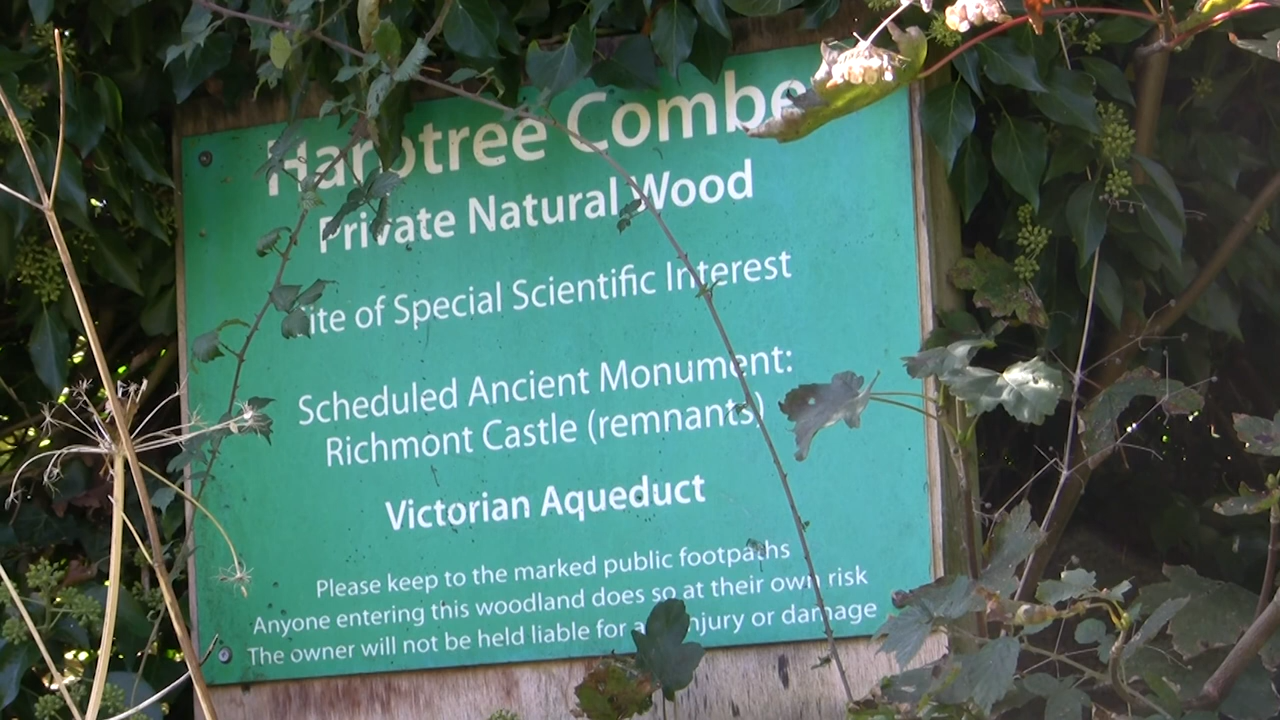 Harptree Combe
Private Natural Wood
Site of Special Scientific Interest
Scheduled Ancient Monument:
Richmont Castle (remnants)
Victorian Aqueduct
Please keep to the marked public footpaths
Anyone entering this woodland does so at their own risk
The owner will not be held liable for any injury or damage